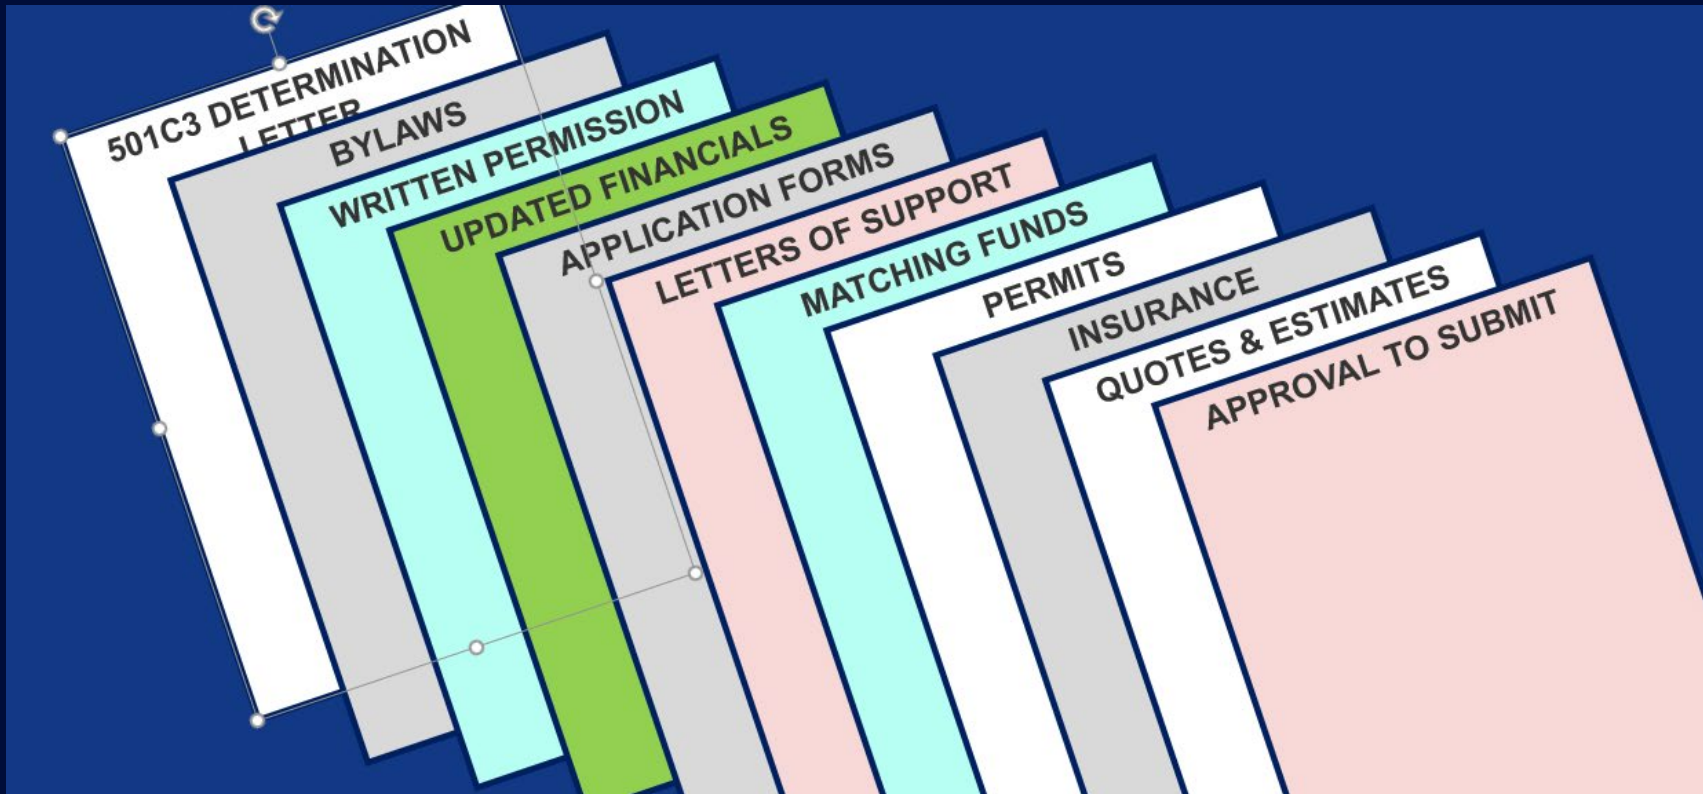 501C3 DETERMINATION
LETTER
BYLAWS
WRITTEN PERMISSION
UPDATED FINANCIALS
APPLICATION FORMS
LETTERS OF SUPPORT
MATCHING FUNDS
PERMITS
INSURANCE
QUOTES & ESTIMATES
APPROVAL TO SUBMIT